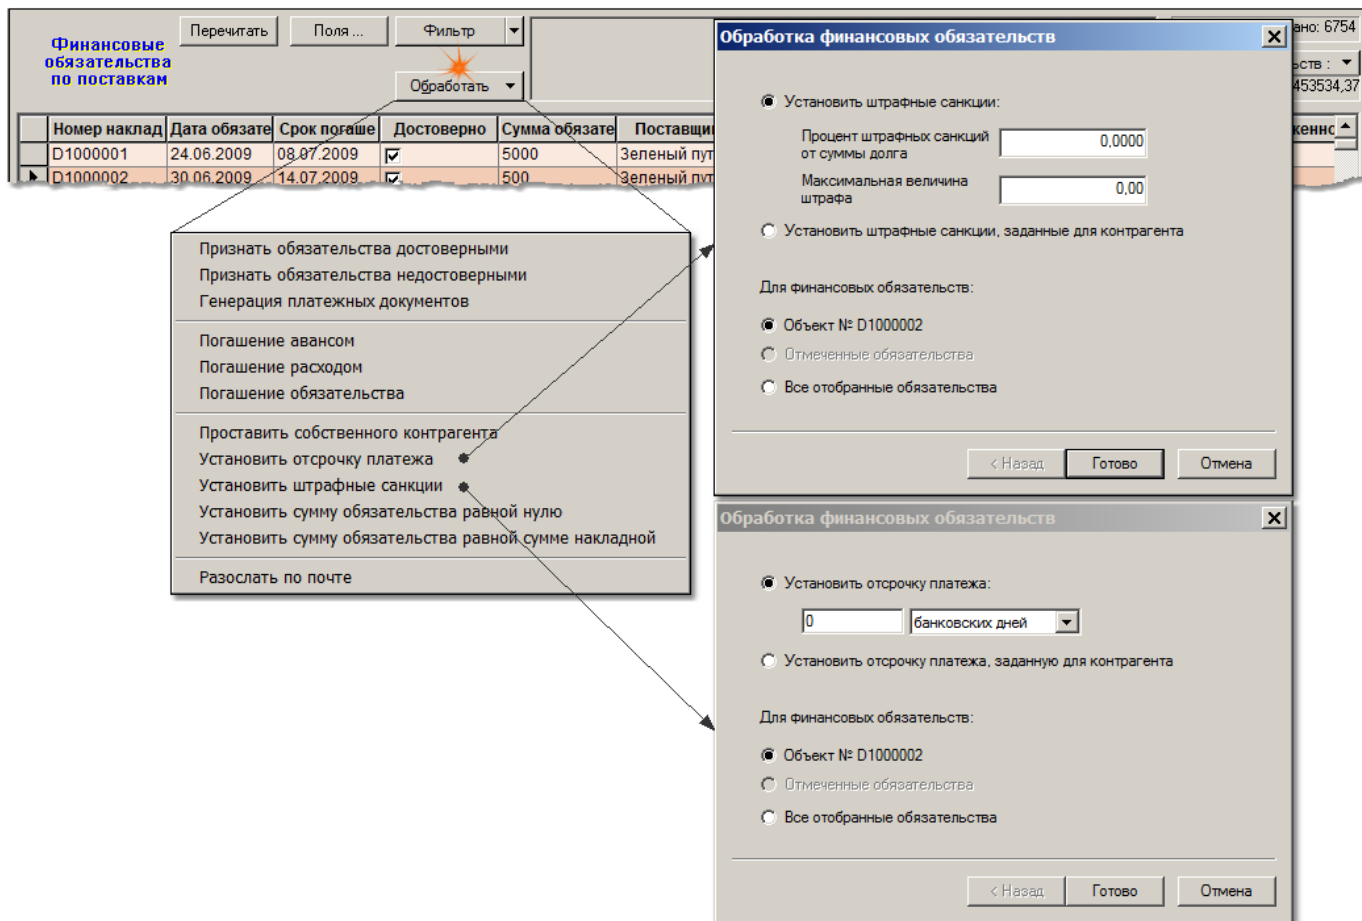 Финансовые
обязательства
по поставкам
Перечитать
Поля ...
Фильтр
Обработать
ано: 6754
ьств :
453534,37
Номер наклад
Дата обязате
Срок погаше
Достоверно
Сумма обязате
Поставщи
женно
D1000001
24.06.2009
08.07.2009
5000
Зеленый пут
D1000002
30.06.2009
14.07.2009
500
Зеленый пут
Признать обязательства достоверными
Признать обязательства недостоверными
Генерация платежных документов
Погашение авансом
Погашение расходом
Погашение обязательства
Проставить собственного контрагента
Установить отсрочку платежа
Установить штрафные санкции
Установить сумму обязательства равной нулю
Установить сумму обязательства равной сумме накладной
Разослать по почте
Обработка финансовых обязательств
Установить штрафные санкции:
Процент штрафных санкций
от суммы долга
0,0000
Максимальная величина
штрафа
0,00
Установить штрафные санкции, заданные для контрагента
Для финансовых обязательств:
Объект № D1000002
Отмеченные обязательства
Все отобранные обязательства
< Назад
Готово
Отмена
Обработка финансовых обязательств
Установить отсрочку платежа:
0
банковских дней
Установить отсрочку платежа, заданную для контрагента
Для финансовых обязательств:
Объект № D1000002
Отмеченные обязательства
Все отобранные обязательства
< Назад
Готово
Отмена